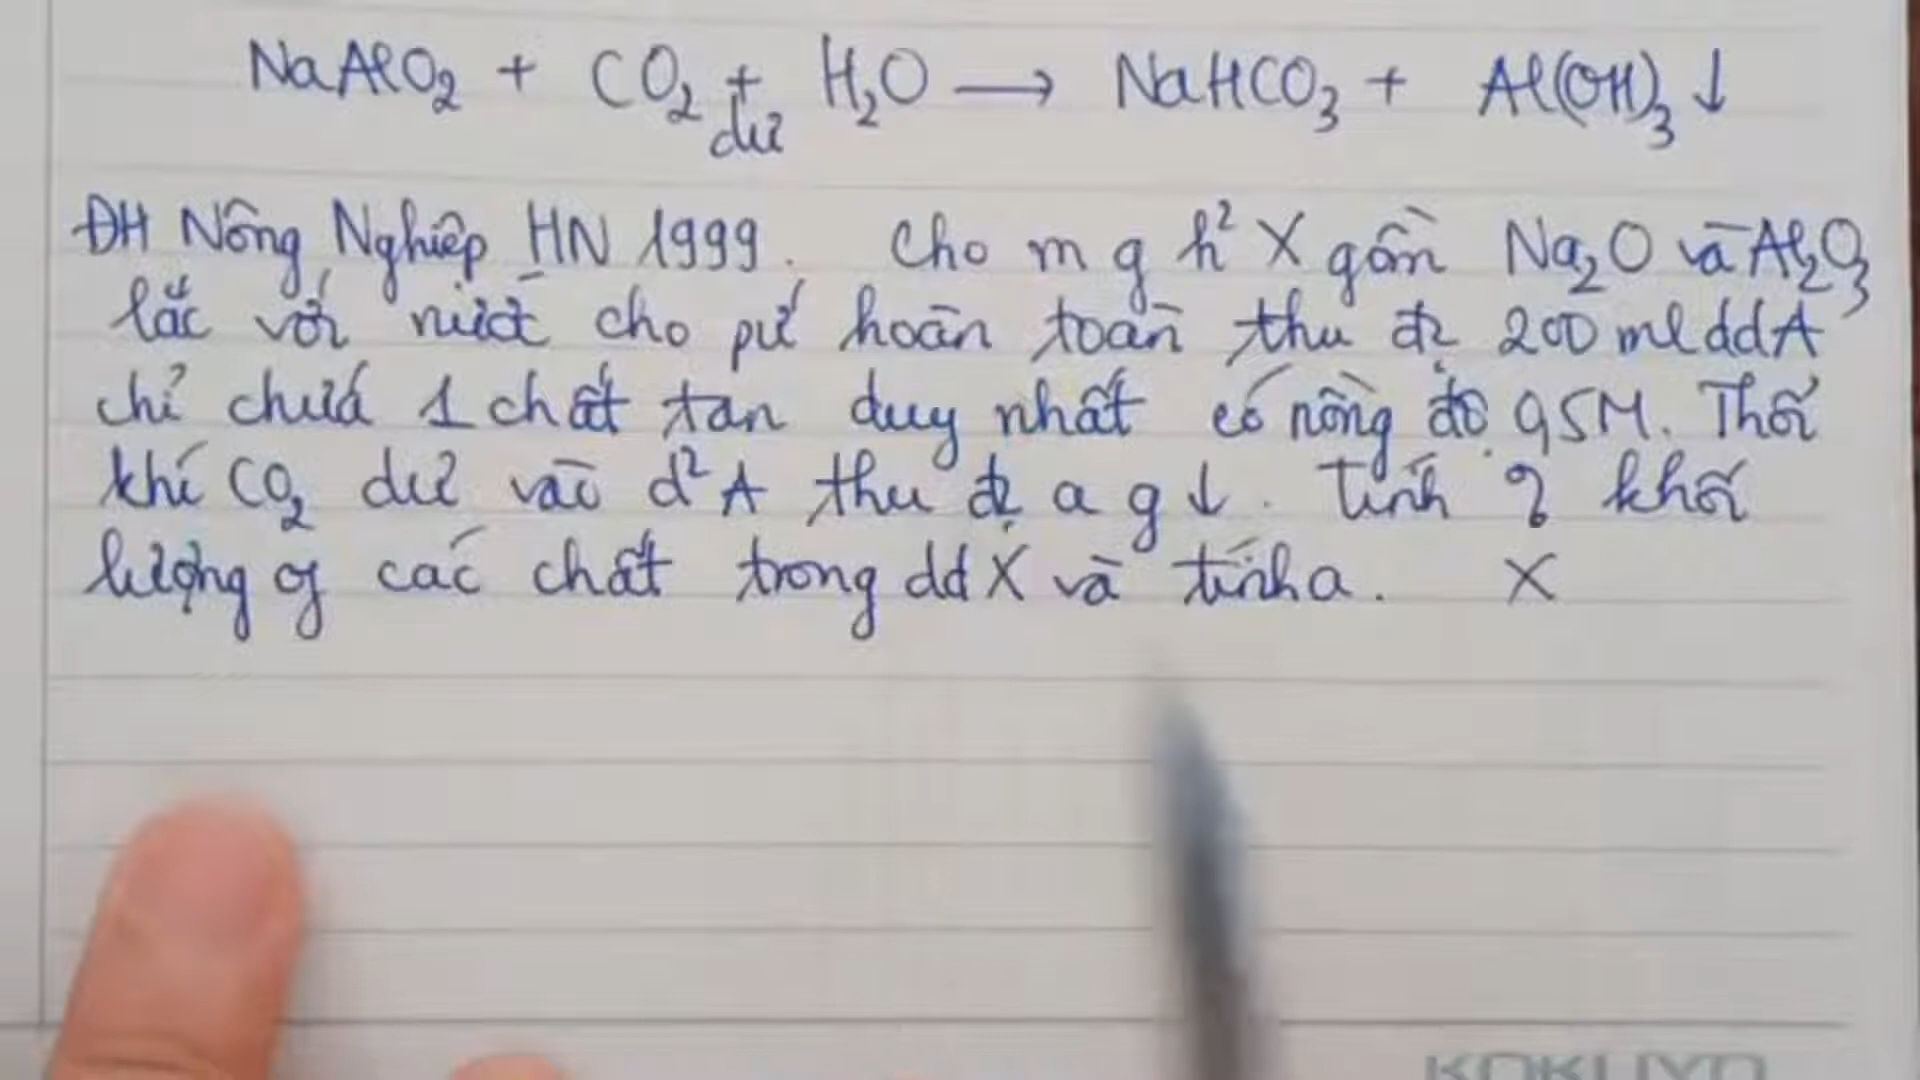 NaAlO₂ + CO₂ + H₂O → NaHCO₃ + Al(OH)₃ ↓
dư
ĐH Nông Nghiệp HN 1999. Cho m g h² X gồm Na₂O và Al₂O₃
lắc với nước cho pứ hoàn toàn thu đc 200 ml ddA
chỉ chứa 1 chất tan duy nhất có nồng độ 0,5M. Thổi
khí CO₂ dư vào d² A thu đc a g ↓. Tính ? khối
lượng of các chất trong dd X và tính a. X
KOKUYO